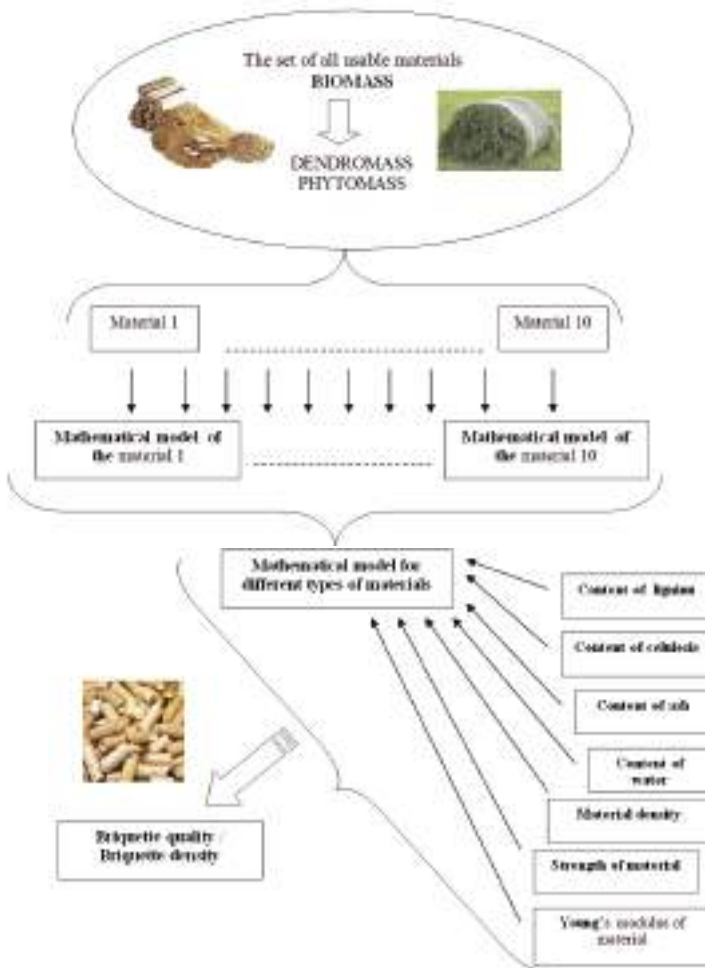 The set of all usable materials
BIOMASS
DENDROMASS
PHYTOMASS
Material 1
Material 10
Mathematical model of
the material 1
Mathematical model of
the material 10
Mathematical model for
different types of materials
Content of
Content of
Content of ash
Content of
water
Material density
Strength of material
Young's modulus of
material
Briquette quality /
Briquette density